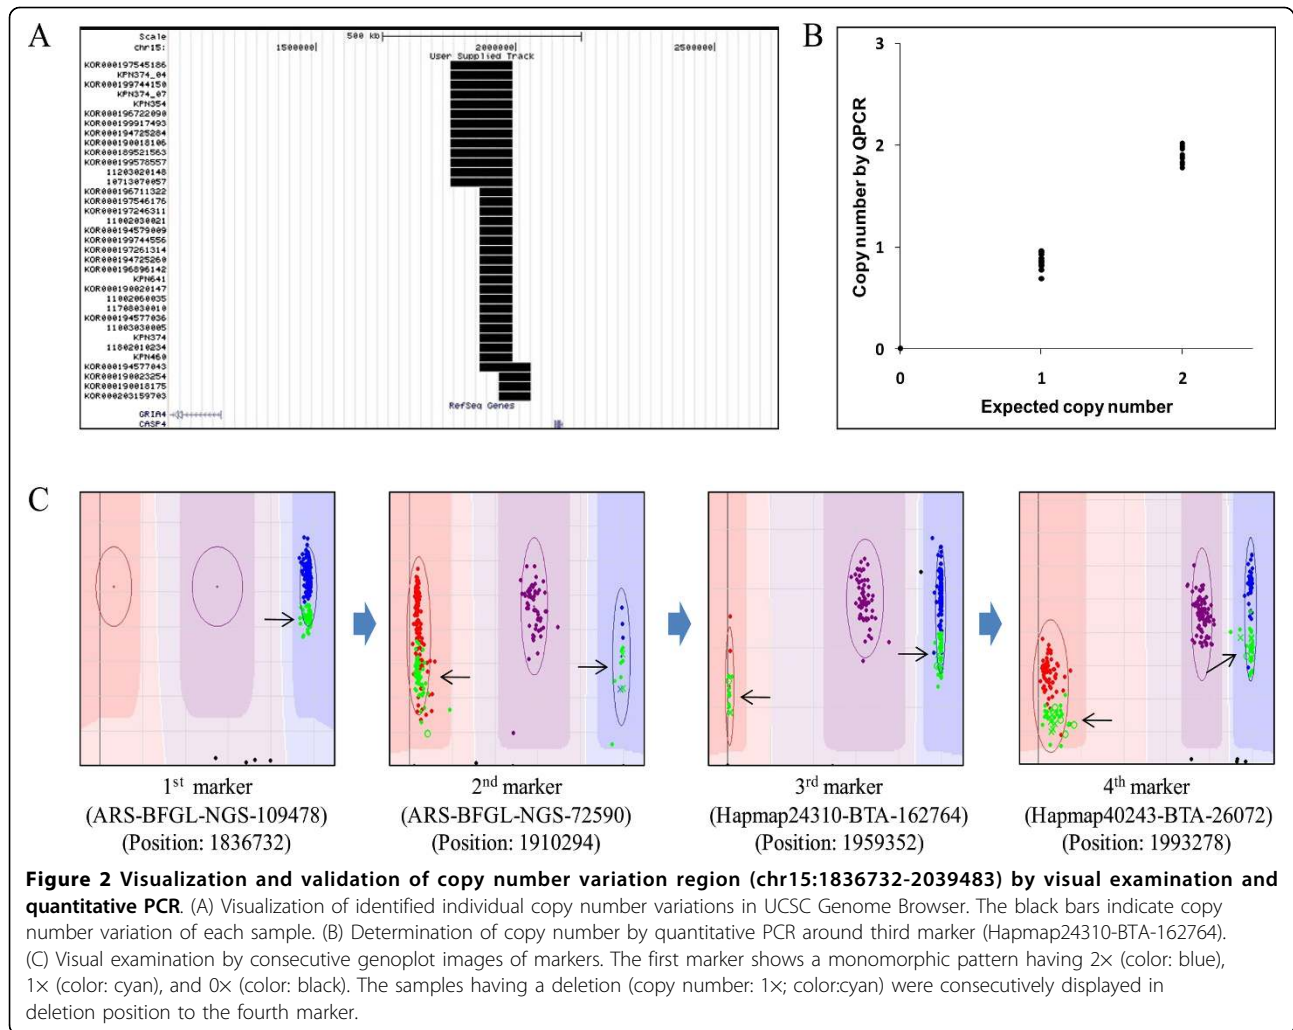 A
Scale
500 kb
chr15:
1500000
2000000
2500000
User Supplied Track
KOR000197545186
KPN374_04
KOR000199744150
KPN374_07
KPN354
KOR000196722090
KOR000199917493
KOR000194725284
KOR000190018106
KOR000189521563
KOR000199578557
11203020148
10713070057
KOR000196711322
KOR000197546176
KOR000197246311
11002030021
KOR000194579009
KOR000199744556
KOR000197261314
KOR000194725260
KOR000196896142
KPN641
KOR000190020147
11002060035
11708030010
KOR000194577036
11003030005
KPN374
11802010234
KPN460
KOR000194577043
KOR000190023254
KOR000190018175
KOR000203159703
RefSeq Genes
GRIA4
CASP4
B
Copy number by QPCR
3
2
1
0
0
1
2
Expected copy number
C
1st marker
(ARS-BFGL-NGS-109478)
(Position: 1836732)
2nd marker
(ARS-BFGL-NGS-72590)
(Position: 1910294)
3rd marker
(Hapmap24310-BTA-162764)
(Position: 1959352)
4th marker
(Hapmap40243-BTA-26072)
(Position: 1993278)
Figure 2 Visualization and validation of copy number variation region (chr15:1836732-2039483) by visual examination and
quantitative PCR. (A) Visualization of identified individual copy number variations in UCSC Genome Browser. The black bars indicate copy
number variation of each sample. (B) Determination of copy number by quantitative PCR around third marker (Hapmap24310-BTA-162764).
(C) Visual examination by consecutive genoplot images of markers. The first marker shows a monomorphic pattern having 2× (color: blue),
1× (color: cyan), and 0× (color: black). The samples having a deletion (copy number: 1×; color:cyan) were consecutively displayed in
deletion position to the fourth marker.